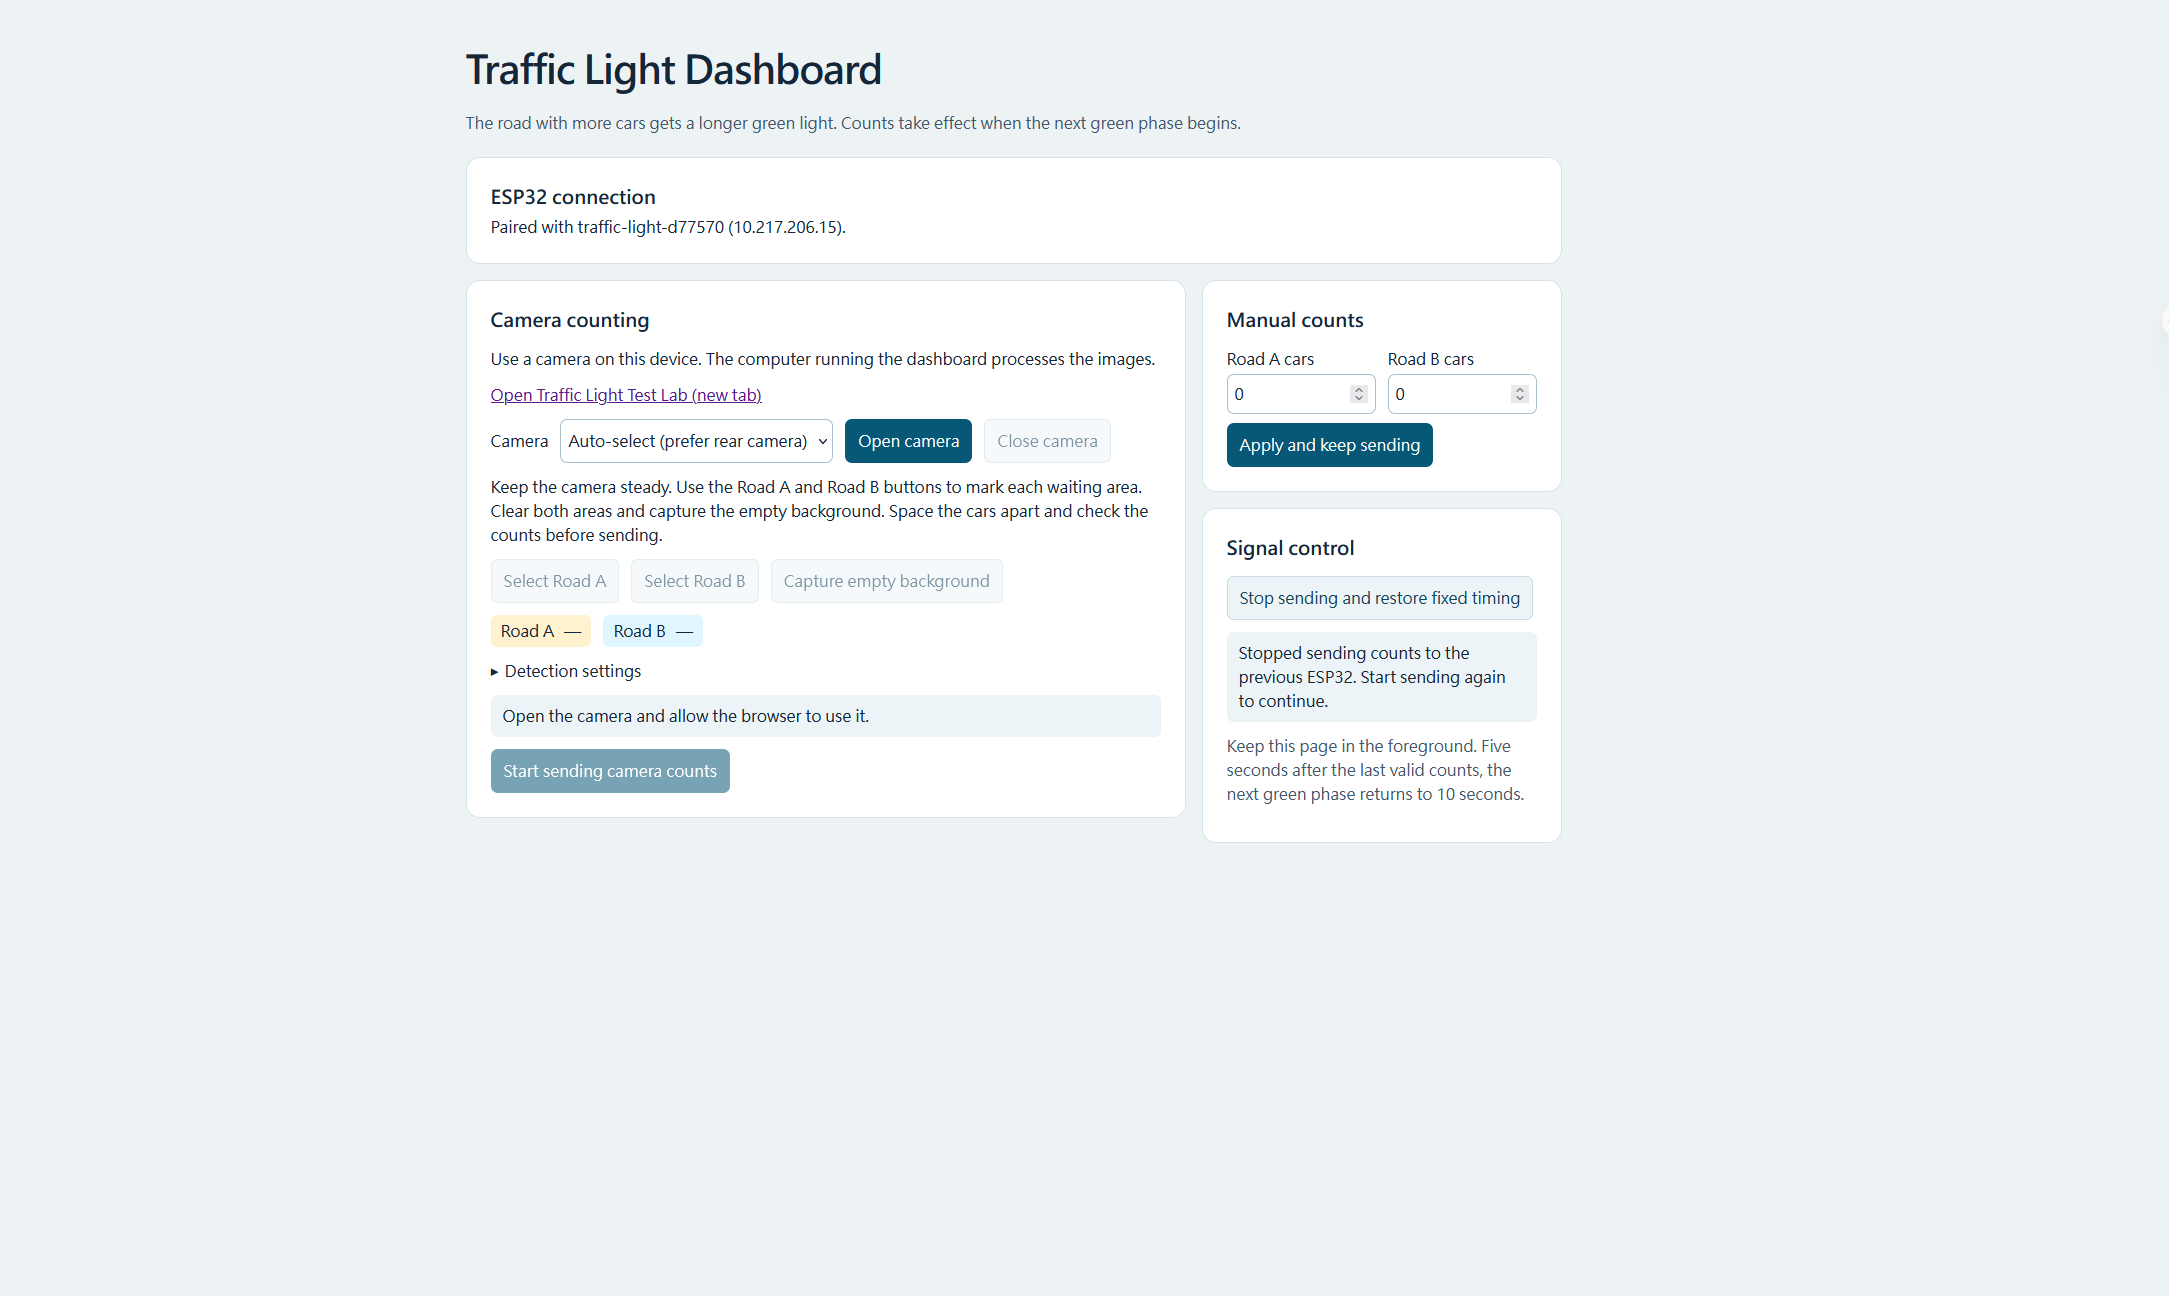 Traffic Light Dashboard
The road with more cars gets a longer green light. Counts take effect when the next green phase begins.
ESP32 connection
Paired with traffic-light-d77570 (10.217.206.15).
Camera counting
Use a camera on this device. The computer running the dashboard processes the images.
Open Traffic Light Test Lab (new tab)
Camera Auto-select (prefer rear camera) Open camera Close camera
Keep the camera steady. Use the Road A and Road B buttons to mark each waiting area.
Clear both areas and capture the empty background. Space the cars apart and check the
counts before sending.
Select Road A Select Road B Capture empty background
Road A — Road B —
▸ Detection settings
Open the camera and allow the browser to use it.
Start sending camera counts
Manual counts
Road A cars Road B cars
0 0
Apply and keep sending
Signal control
Stop sending and restore fixed timing
Stopped sending counts to the
previous ESP32. Start sending again
to continue.
Keep this page in the foreground. Five
seconds after the last valid counts, the
next green phase returns to 10 seconds.